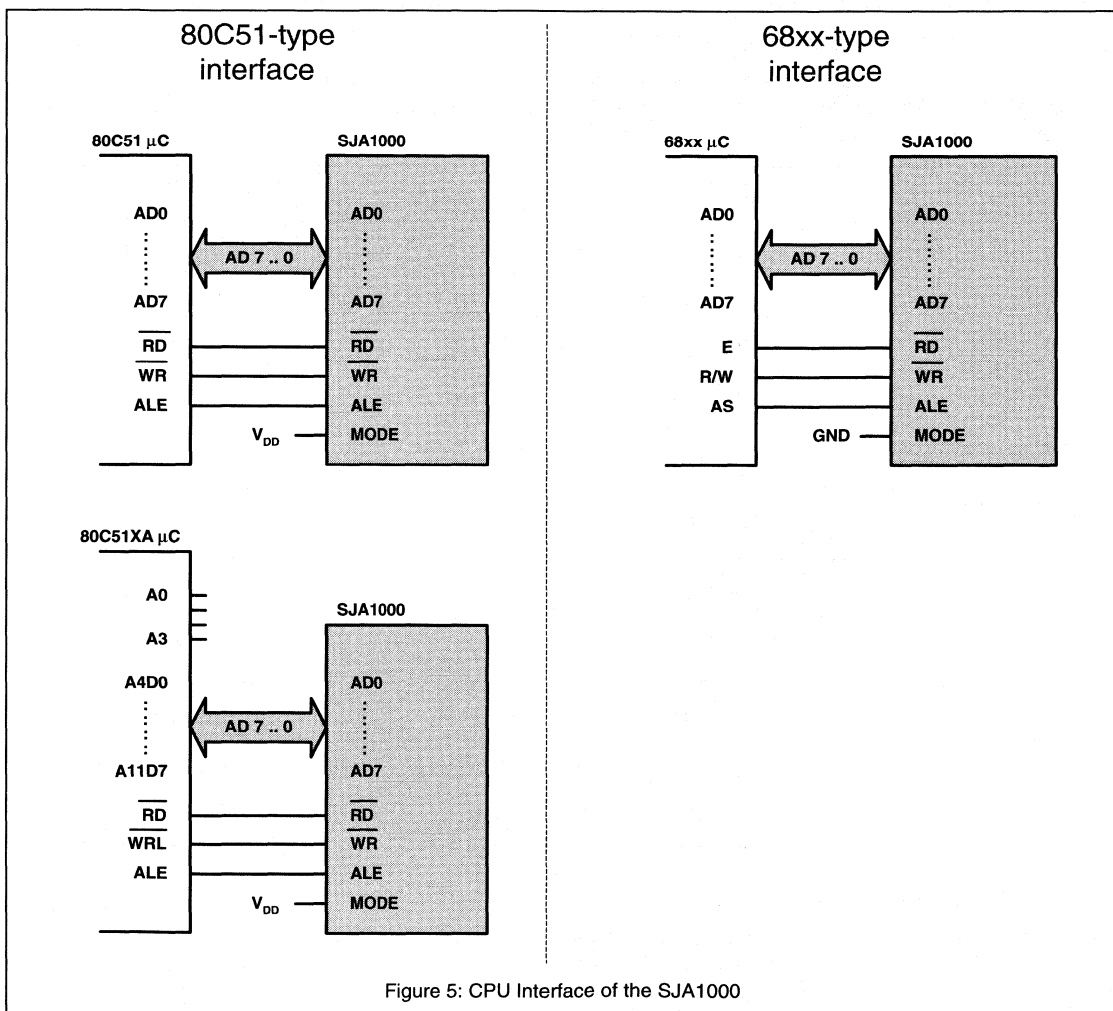 80C51-type
interface
80C51 μC
SJA1000
AD0
AD7
RD
WR
ALE
AD 7 .. 0
AD0
AD7
RD
WR
ALE
VDD
MODE
80C51XA μC
SJA1000
A0
A3
A4D0
A11D7
RD
WRL
ALE
AD 7 .. 0
AD0
AD7
RD
WR
ALE
VDD
MODE
68xx-type
interface
68xx μC
SJA1000
AD0
AD7
E
R/W
AS
AD 7 .. 0
AD0
AD7
RD
WR
ALE
GND
MODE
Figure 5: CPU Interface of the SJA1000